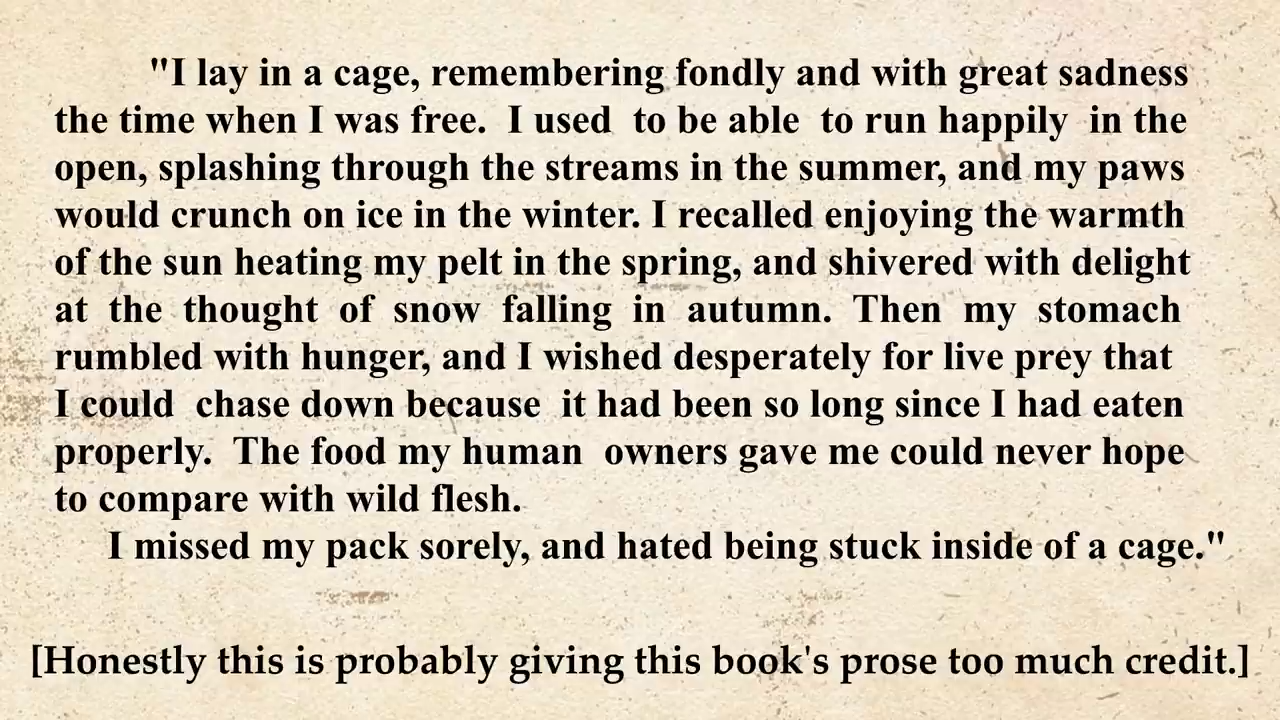 "I lay in a cage, remembering fondly and with great sadness
the time when I was free. I used to be able to run happily in the
open, splashing through the streams in the summer, and my paws
would crunch on ice in the winter. I recalled enjoying the warmth
of the sun heating my pelt in the spring, and shivered with delight
at the thought of snow falling in autumn. Then my stomach
rumbled with hunger, and I wished desperately for live prey that
I could chase down because it had been so long since I had eaten
properly. The food my human owners gave me could never hope
to compare with wild flesh.
I missed my pack sorely, and hated being stuck inside of a cage."
[Honestly this is probably giving this book's prose too much credit.]